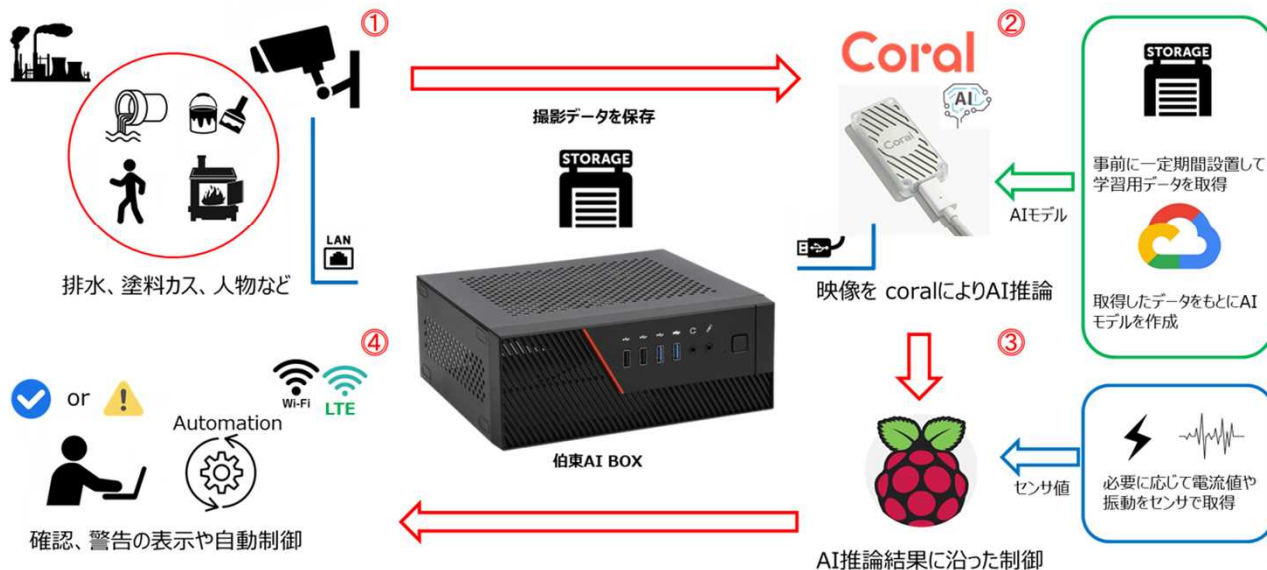 ①
排水、塗料カス、人物など
LAN
撮影データを保存
STORAGE
伯東AI BOX
②
Coral
AI
Coral
映像を coralによりAI推論
AIモデル
STORAGE
事前に一定期間設置して
学習用データを取得
取得したデータをもとにAI
モデルを作成
③
センサ値
必要に応じて電流値や
振動をセンサで取得
AI推論結果に沿った制御
④
or
Wi-Fi
LTE
Automation
確認、警告の表示や自動制御